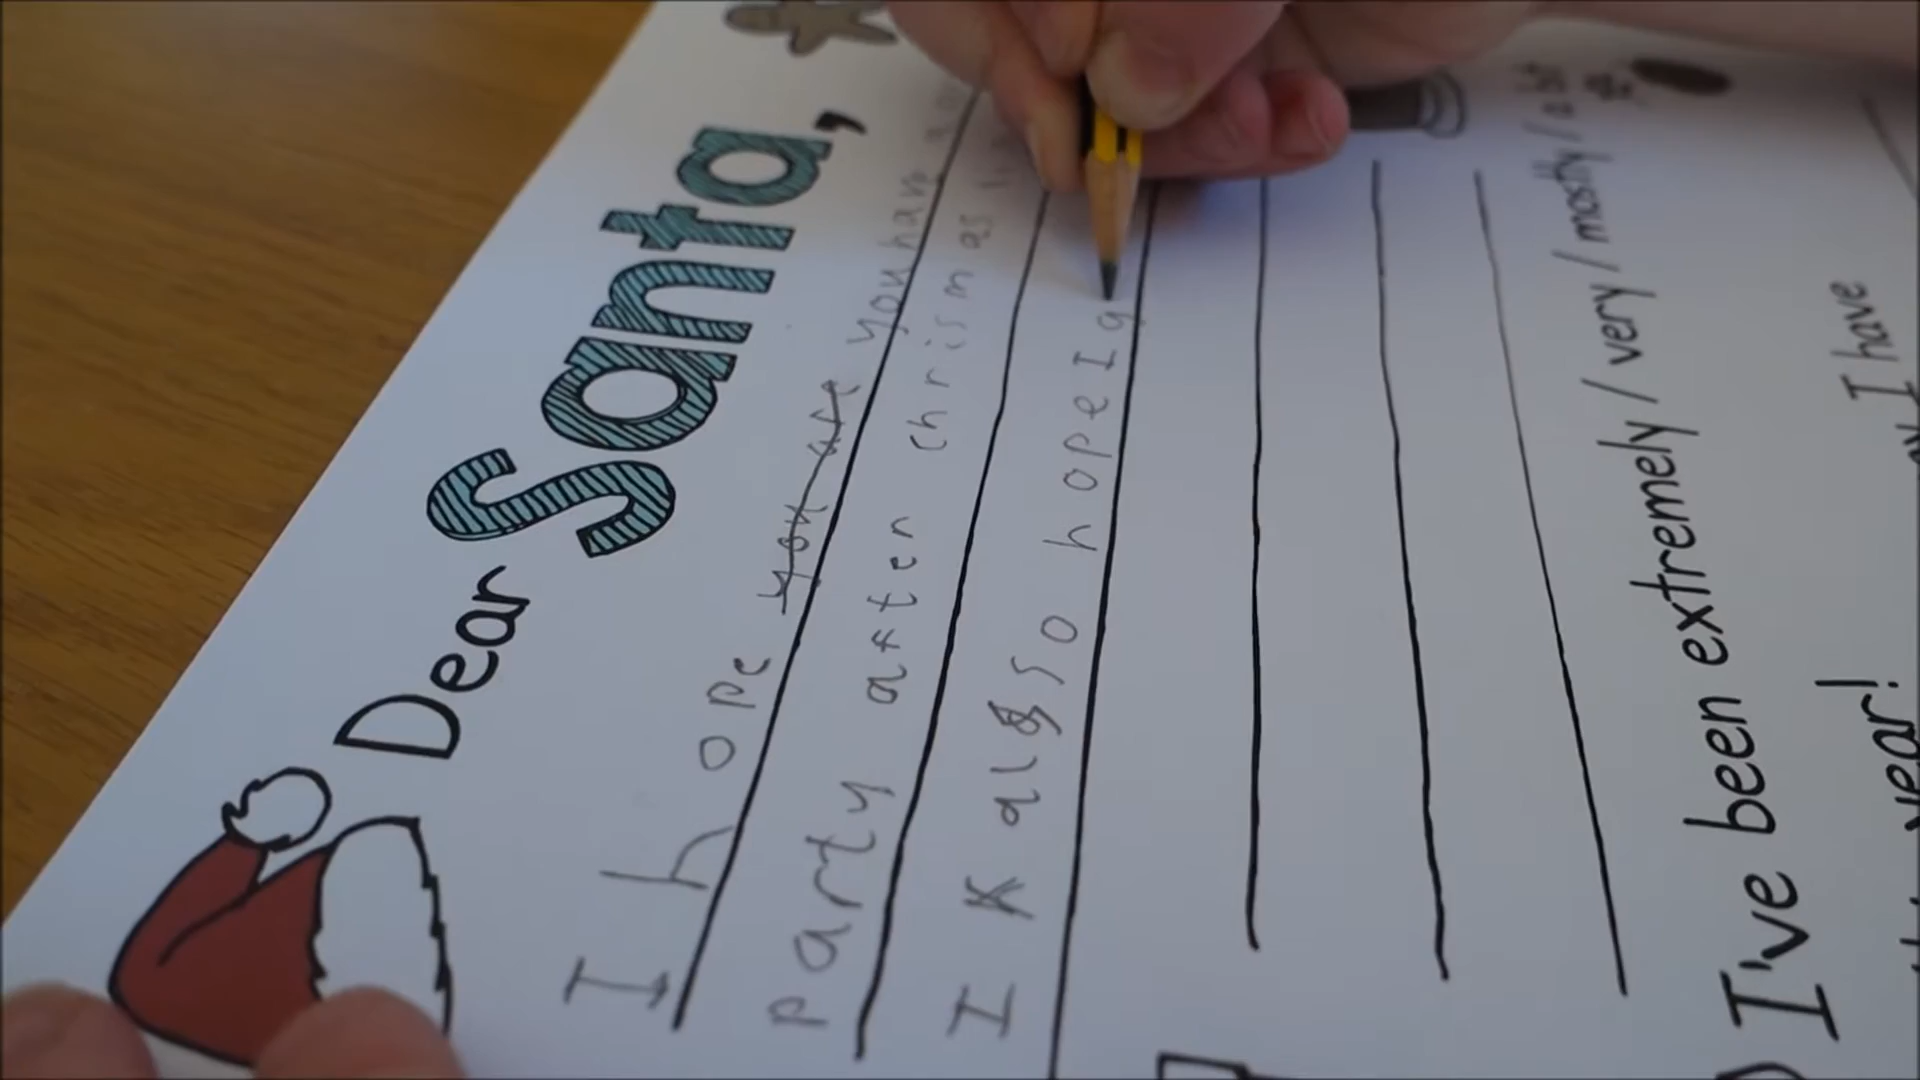 Dear Santa,
I hope you are you have a
party after chrismas
I also hope I g
I've been extremely / very / mostly / a bit
I have
year!